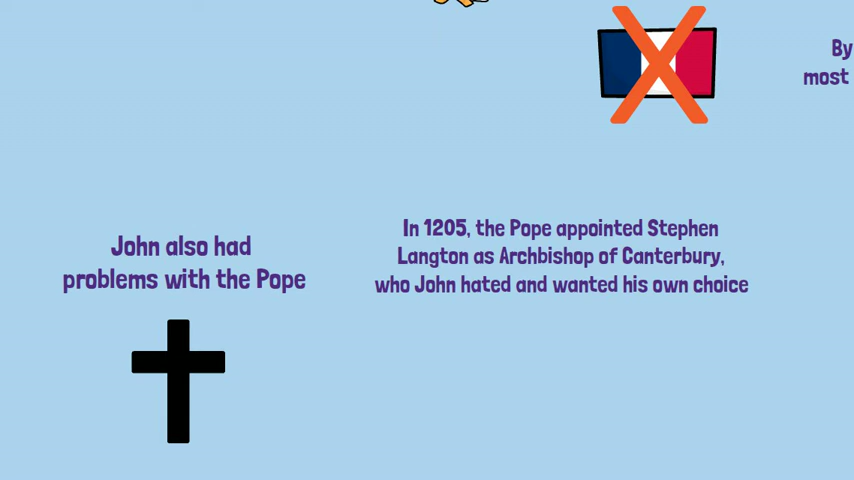 By
most
John also had
problems with the Pope
In 1205, the Pope appointed Stephen
Langton as Archbishop of Canterbury,
who John hated and wanted his own choice